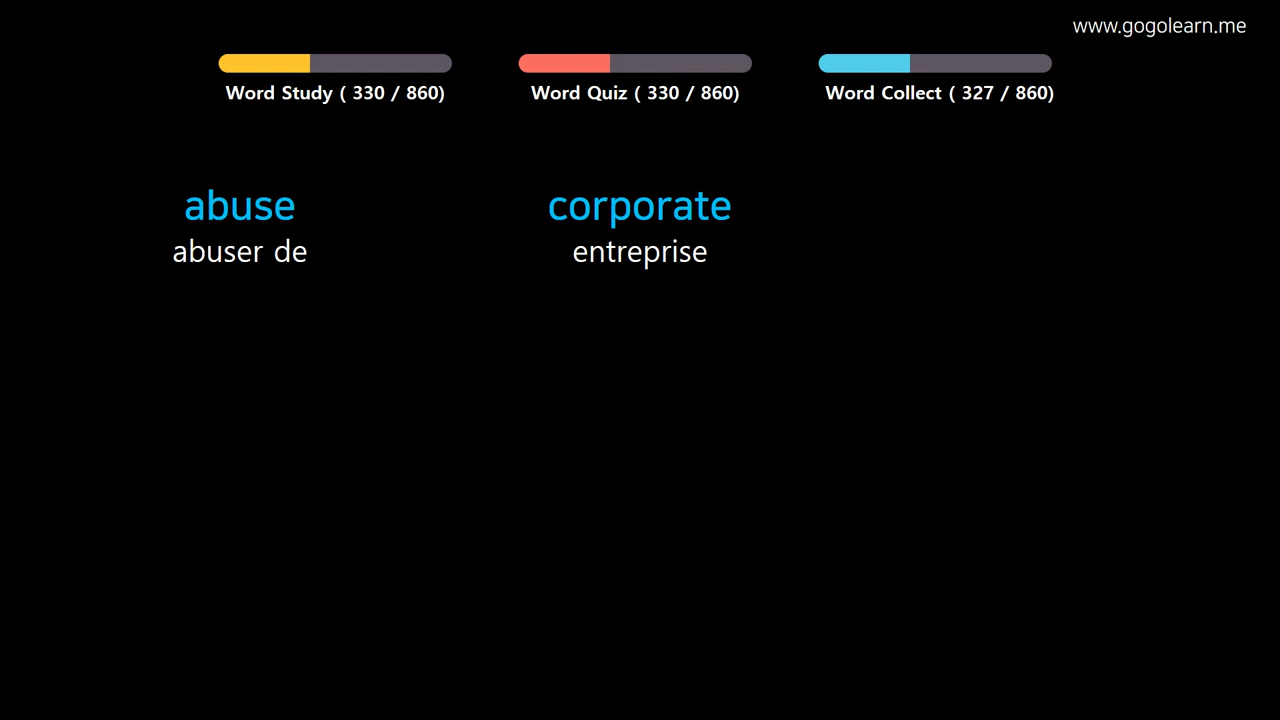 www.gogolearn.me
Word Study ( 330 / 860)
Word Quiz ( 330 / 860)
Word Collect ( 327 / 860)
abuse
abuser de
corporate
entreprise